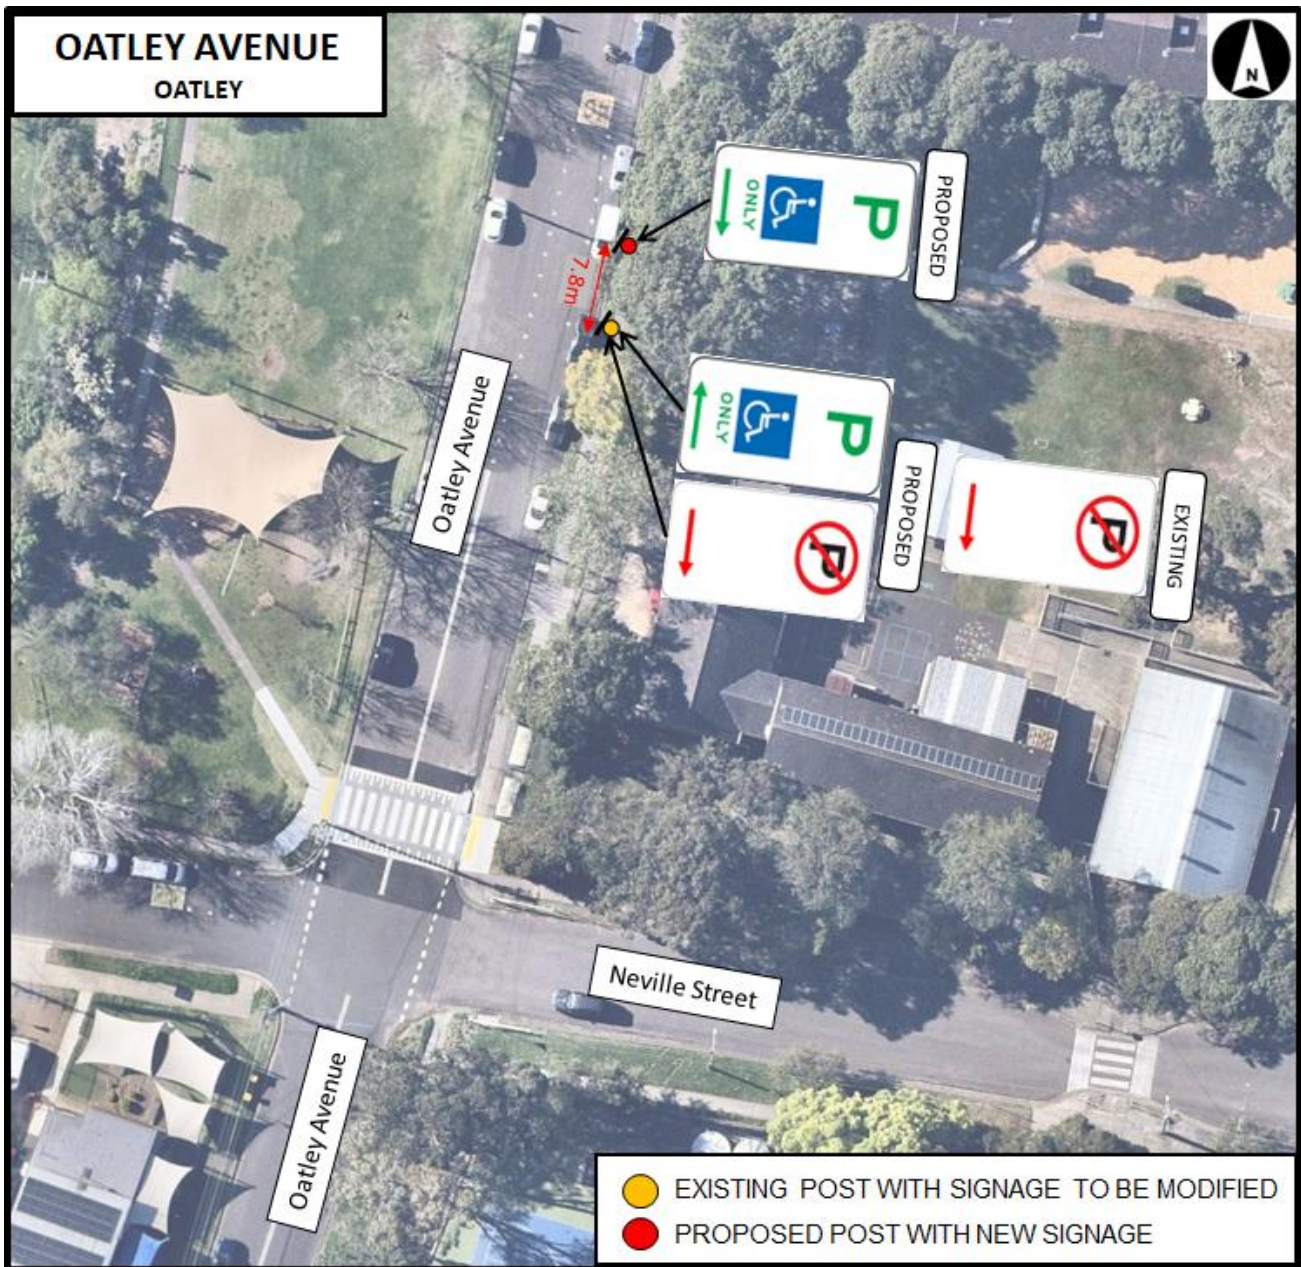 OATLEY AVENUE
OATLEY
N
P
ONLY
PROPOSED
7.8m
Oatley Avenue
P
ONLY
P
PROPOSED
P
EXISTING
Neville Street
Oatley Avenue
EXISTING POST WITH SIGNAGE TO BE MODIFIED
PROPOSED POST WITH NEW SIGNAGE